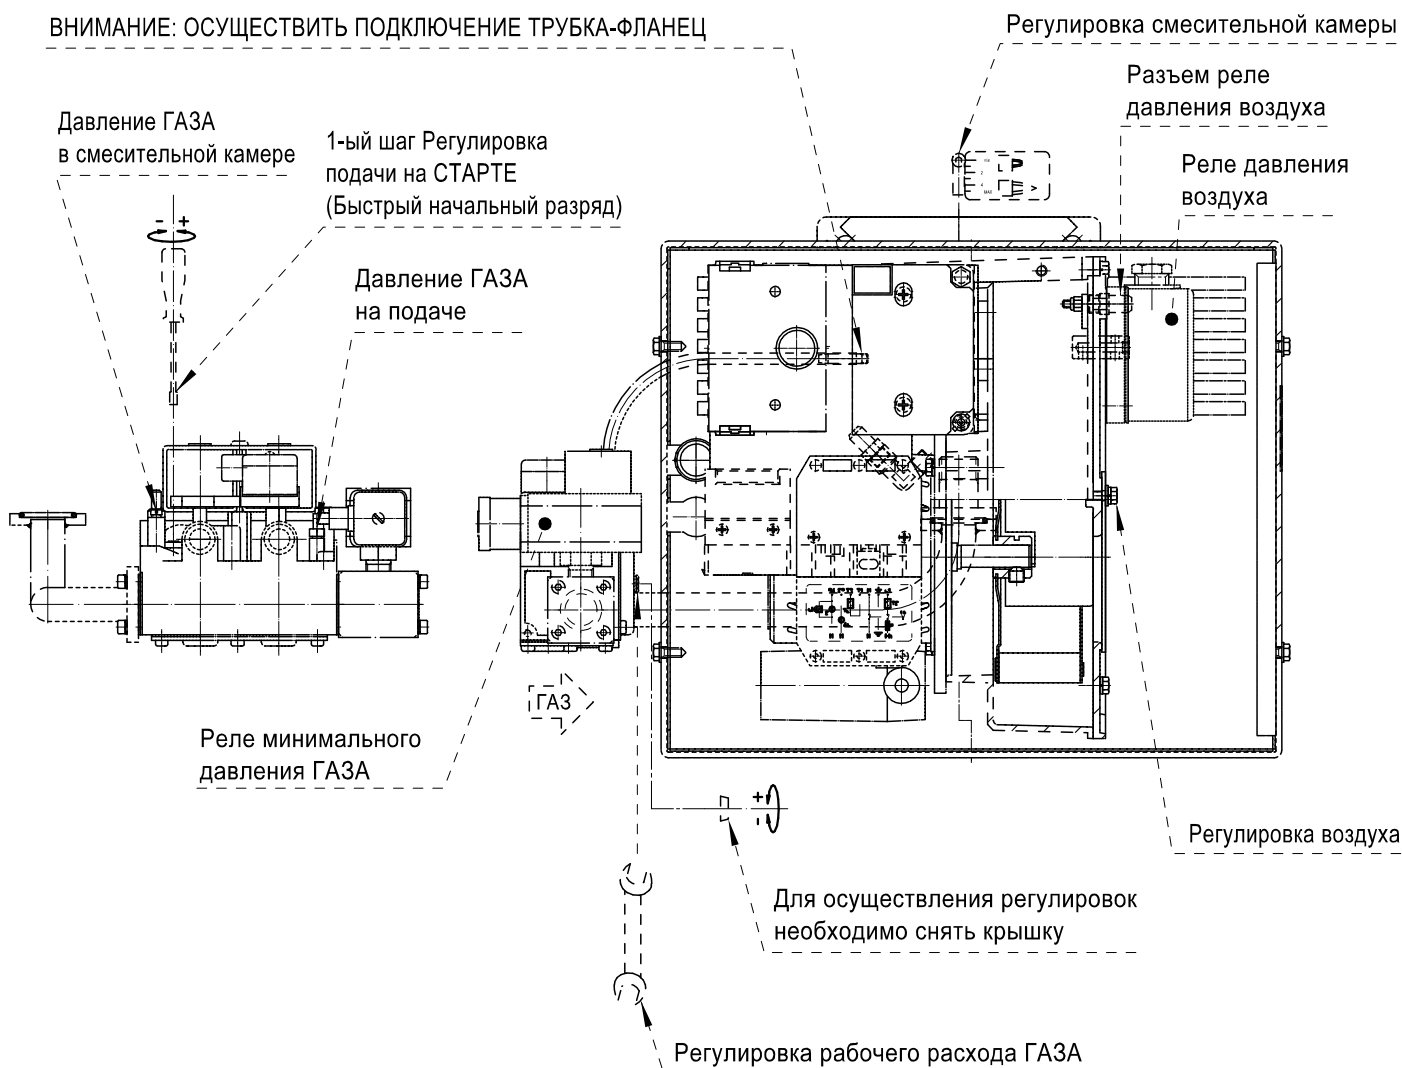 ВНИМАНИЕ: ОСУЩЕСТВИТЬ ПОДКЛЮЧЕНИЕ ТРУБКА-ФЛАНЕЦ
Регулировка смесительной камеры
Разъем реле
давления воздуха
Реле давления
воздуха
Давление ГАЗА
в смесительной камере
1-ый шаг Регулировка
подачи на СТАРТЕ
(Быстрый начальный разряд)
- +
Давление ГАЗА
на подаче
ГАЗ
Реле минимального
давления ГАЗА
+
-
Регулировка воздуха
Для осуществления регулировок
необходимо снять крышку
Регулировка рабочего расхода ГАЗА